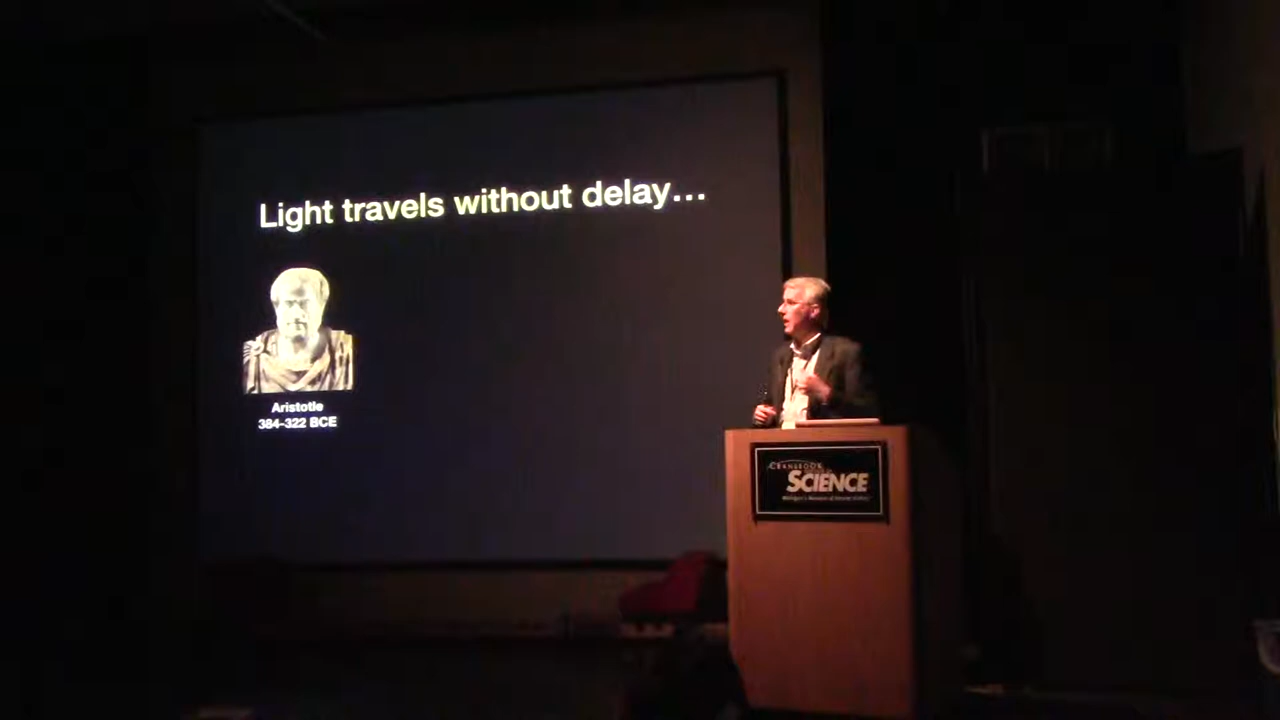 Light travels without delay...
Aristotle
384-322 BCE
CRANBROOK
SCIENCE